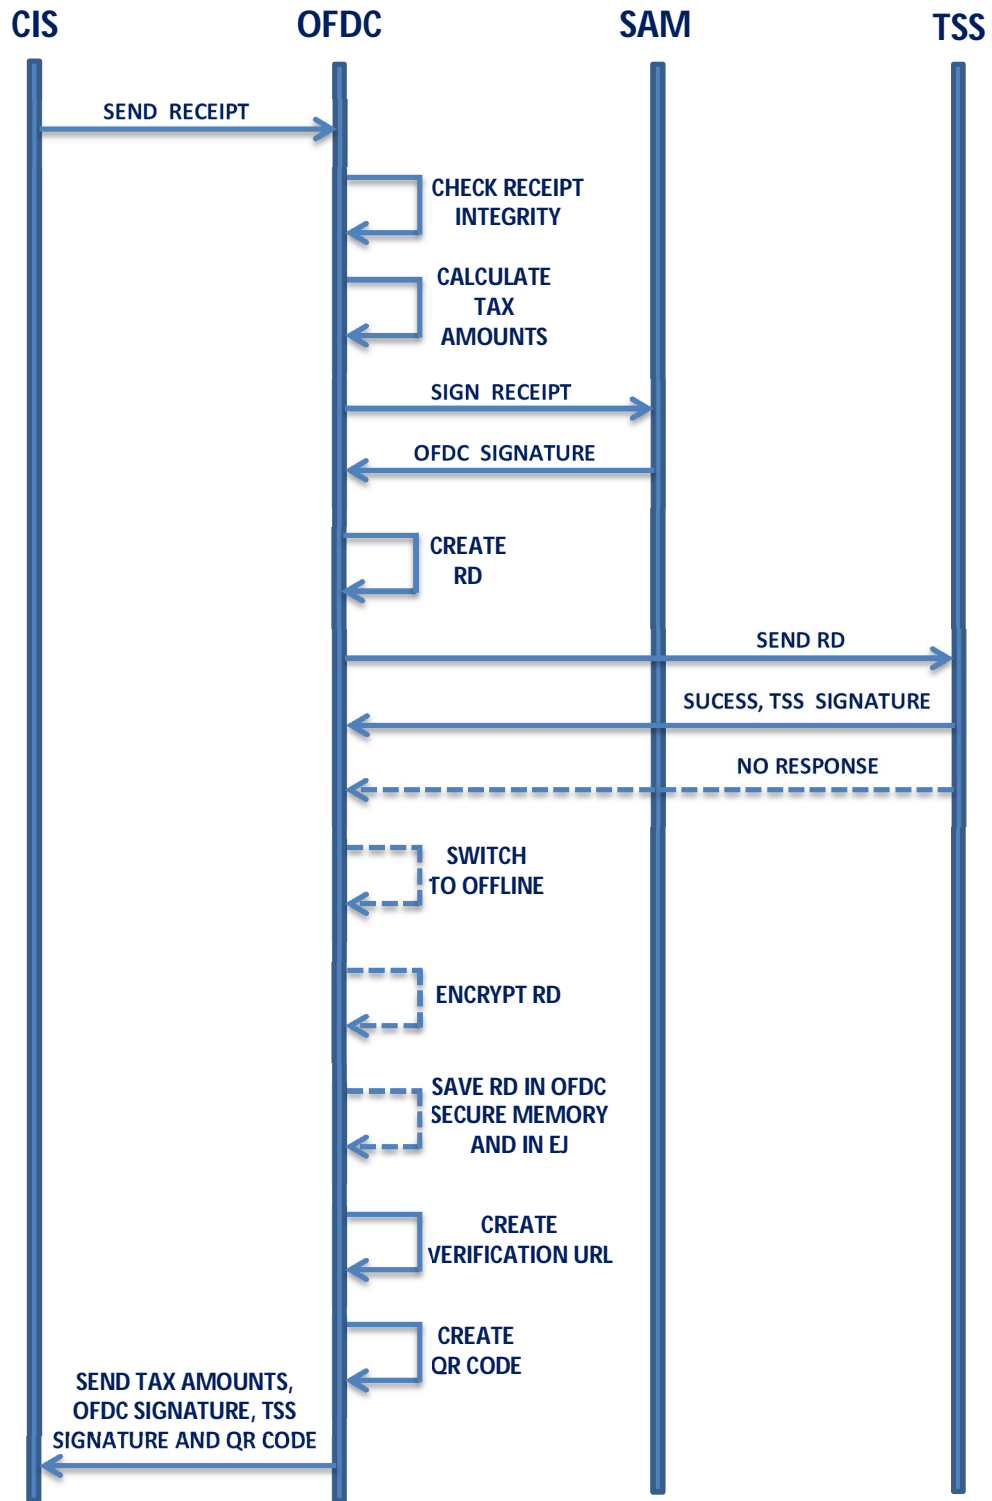 CIS OFDC SAM TSS
SEND RECEIPT
CHECK RECEIPT
INTEGRITY
CALCULATE
TAX
AMOUNTS
SIGN RECEIPT
OFDC SIGNATURE
CREATE
RD
SEND RD
SUCESS, TSS SIGNATURE
NO RESPONSE
SWITCH
TO OFFLINE
ENCRYPT RD
SAVE RD IN OFDC
SECURE MEMORY
AND IN EJ
CREATE
VERIFICATION URL
CREATE
QR CODE
SEND TAX AMOUNTS,
OFDC SIGNATURE, TSS
SIGNATURE AND QR CODE